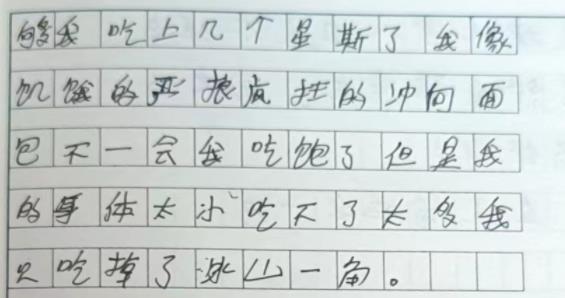 够我吃上几个星期了我像
饥饿的恶狼疯狂的冲向面
包不一会我吃饱了但是我
的身体太小吃不了太多我
只吃掉了冰山一角。